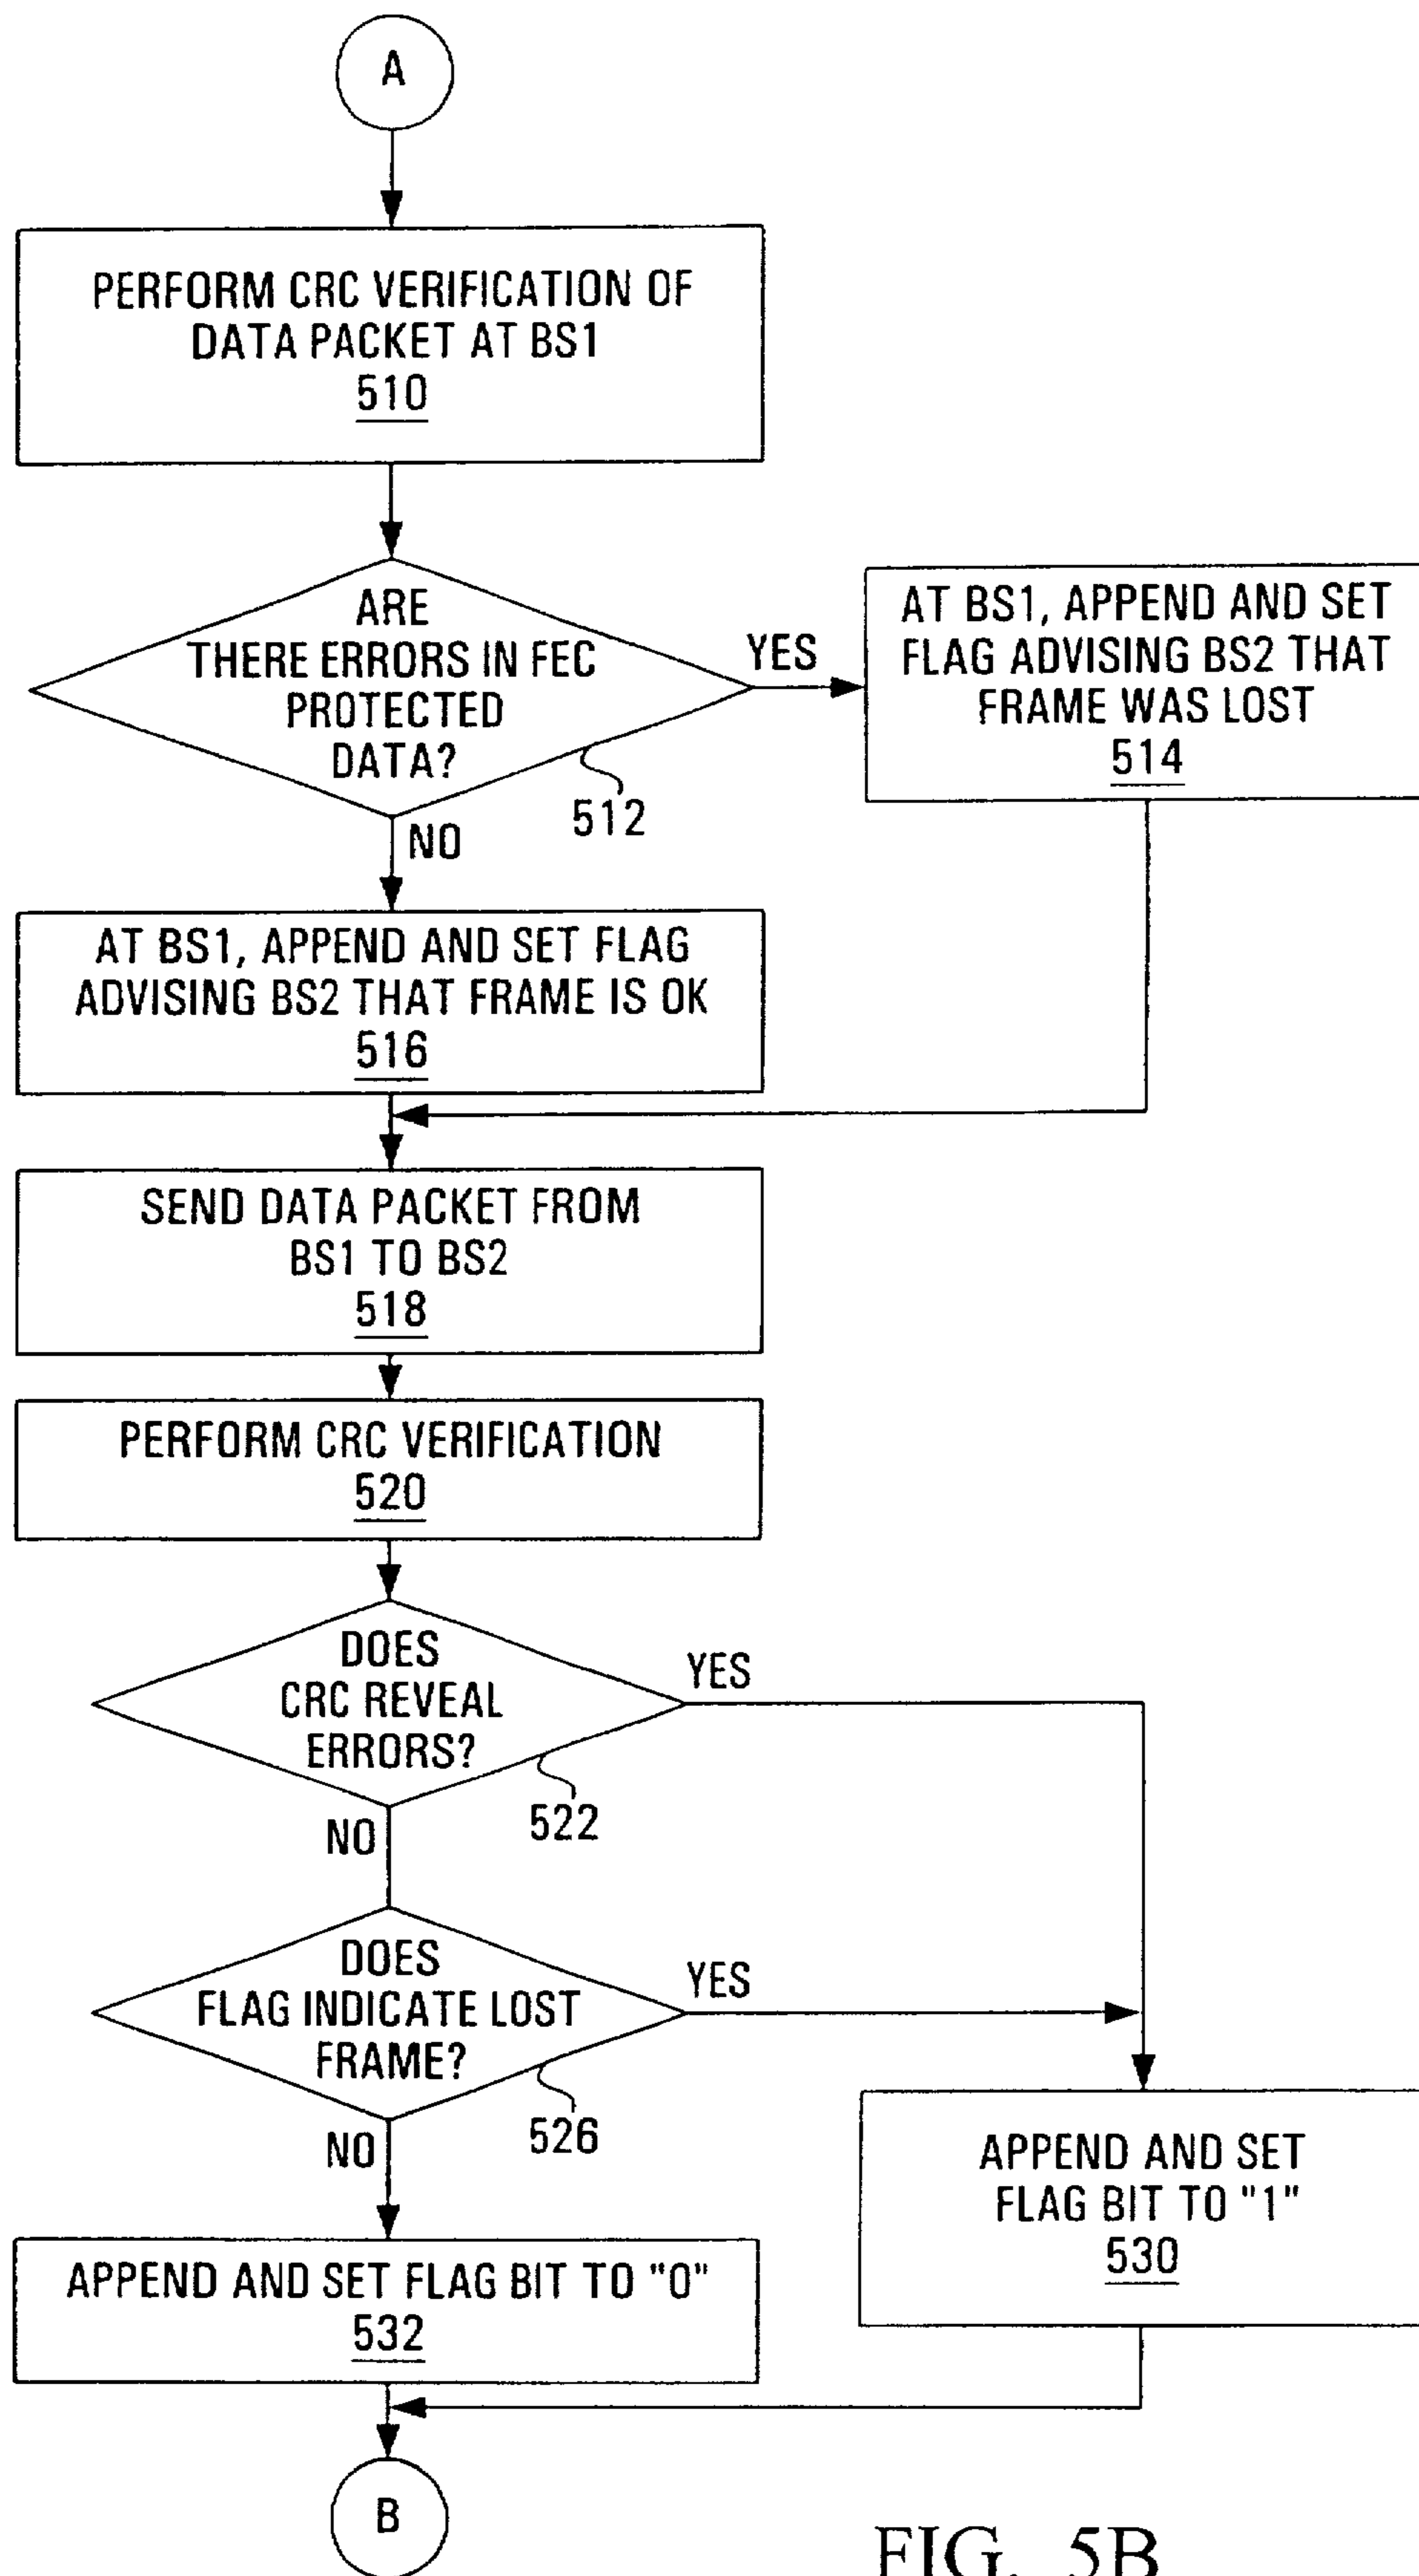 A
PERFORM CRC VERIFICATION OF
DATA PACKET AT BS1
510
ARE
THERE ERRORS IN FEC
PROTECTED
DATA?
512
YES
AT BS1, APPEND AND SET
FLAG ADVISING BS2 THAT
FRAME WAS LOST
514
NO
AT BS1, APPEND AND SET FLAG
ADVISING BS2 THAT FRAME IS OK
516
SEND DATA PACKET FROM
BS1 TO BS2
518
PERFORM CRC VERIFICATION
520
DOES
CRC REVEAL
ERRORS?
522
YES
NO
DOES
FLAG INDICATE LOST
FRAME?
526
YES
NO
APPEND AND SET
FLAG BIT TO "1"
530
APPEND AND SET FLAG BIT TO "0"
532
B
FIG. 5B